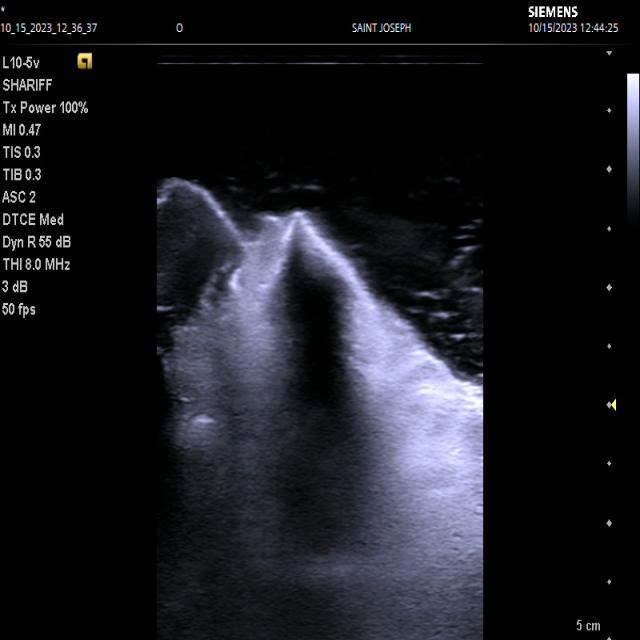 *
SIEMENS
10_15_2023_12_36_37 O SAINT JOSEPH 10/15/2023 12:44:25
L10-5v
SHARIFF
Tx Power 100%
MI 0.47
TIS 0.3
TIB 0.3
ASC 2
DTCE Med
Dyn R 55 dB
THI 8.0 MHz
3 dB
50 fps
5 cm